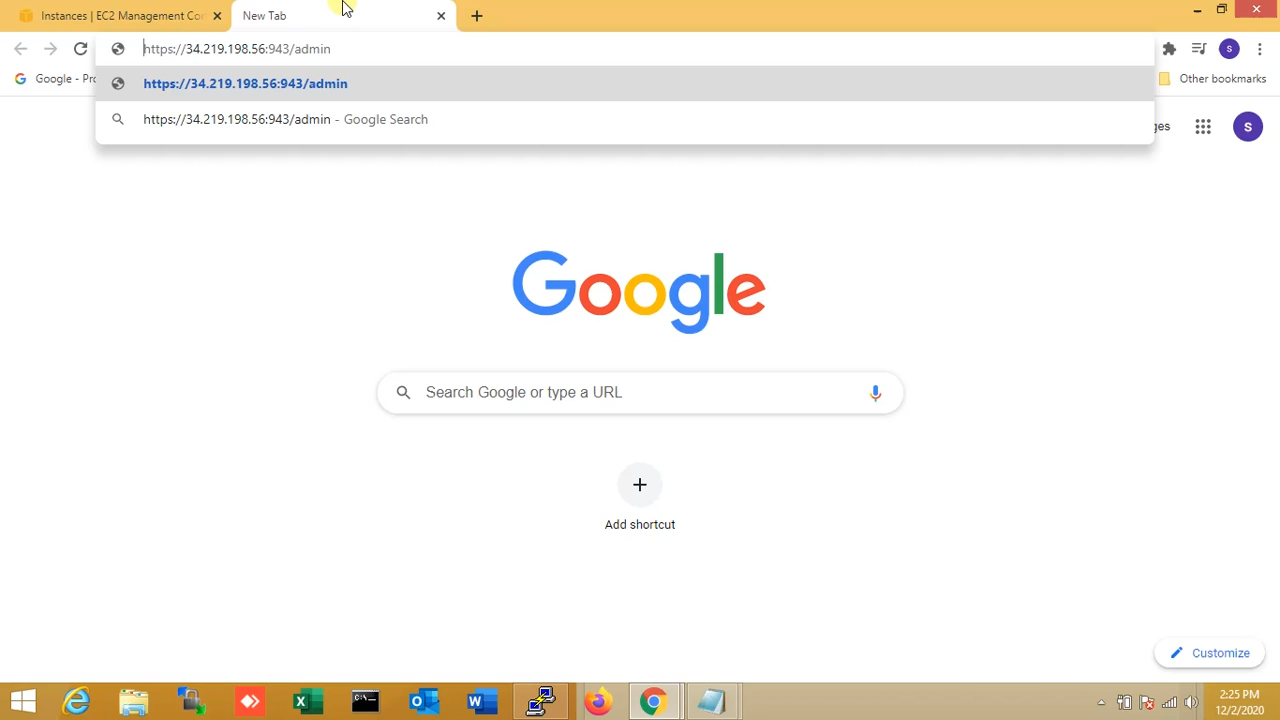 Instances | EC2 Management Con
New Tab
https://34.219.198.56:943/admin
S
Google - Pro
https://34.219.198.56:943/admin
Other bookmarks
https://34.219.198.56:943/admin - Google Search
S
Google
Search Google or type a URL
Add shortcut
Customize
2:25 PM
12/2/2020